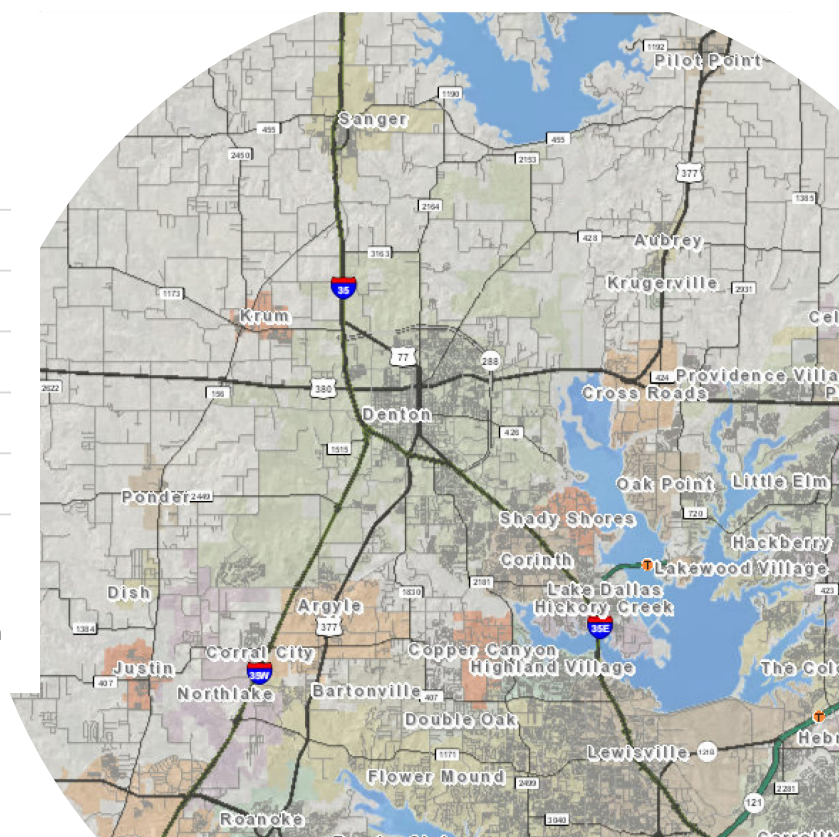 1192
Pilot Point
1190
Sanger
455
455
2450
2153
377
1385
2164
428
Aubrey
3163
Krugerville
35
2931
1173
Krum
Cel
77
288
2622
380
424
Providence Villa
156
Cross Roads
P
Denton
426
1515
Oak Point
Little Elm
Ponder
2449
720
Shady Shores
Hackberry
Corinth
Lakewood Village
T
Dish
2181
1830
Lake Dallas
423
Argyle
Hickory Creek
1384
377
35E
Corral City
Copper Canyon
Justin
35W
Highland Village
The Colo
407
Northlake
Bartonville
407
Double Oak
T
Hebr
1171
Lewisville
121B
Flower Mound
2499
2281
121
Roanoke
3040